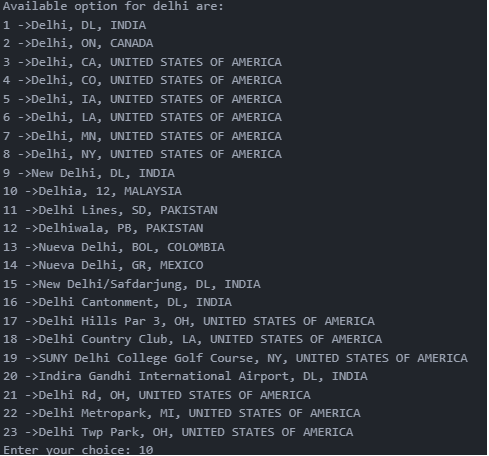 Available option for delhi are:
1 ->Delhi, DL, INDIA
2 ->Delhi, ON, CANADA
3 ->Delhi, CA, UNITED STATES OF AMERICA
4 ->Delhi, CO, UNITED STATES OF AMERICA
5 ->Delhi, IA, UNITED STATES OF AMERICA
6 ->Delhi, LA, UNITED STATES OF AMERICA
7 ->Delhi, MN, UNITED STATES OF AMERICA
8 ->Delhi, NY, UNITED STATES OF AMERICA
9 ->New Delhi, DL, INDIA
10 ->Delhia, 12, MALAYSIA
11 ->Delhi Lines, SD, PAKISTAN
12 ->Delhiwala, PB, PAKISTAN
13 ->Nueva Delhi, BOL, COLOMBIA
14 ->Nueva Delhi, GR, MEXICO
15 ->New Delhi/Safdarjung, DL, INDIA
16 ->Delhi Cantonment, DL, INDIA
17 ->Delhi Hills Par 3, OH, UNITED STATES OF AMERICA
18 ->Delhi Country Club, LA, UNITED STATES OF AMERICA
19 ->SUNY Delhi College Golf Course, NY, UNITED STATES OF AMERICA
20 ->Indira Gandhi International Airport, DL, INDIA
21 ->Delhi Rd, OH, UNITED STATES OF AMERICA
22 ->Delhi Metropark, MI, UNITED STATES OF AMERICA
23 ->Delhi Twp Park, OH, UNITED STATES OF AMERICA
Enter your choice: 10